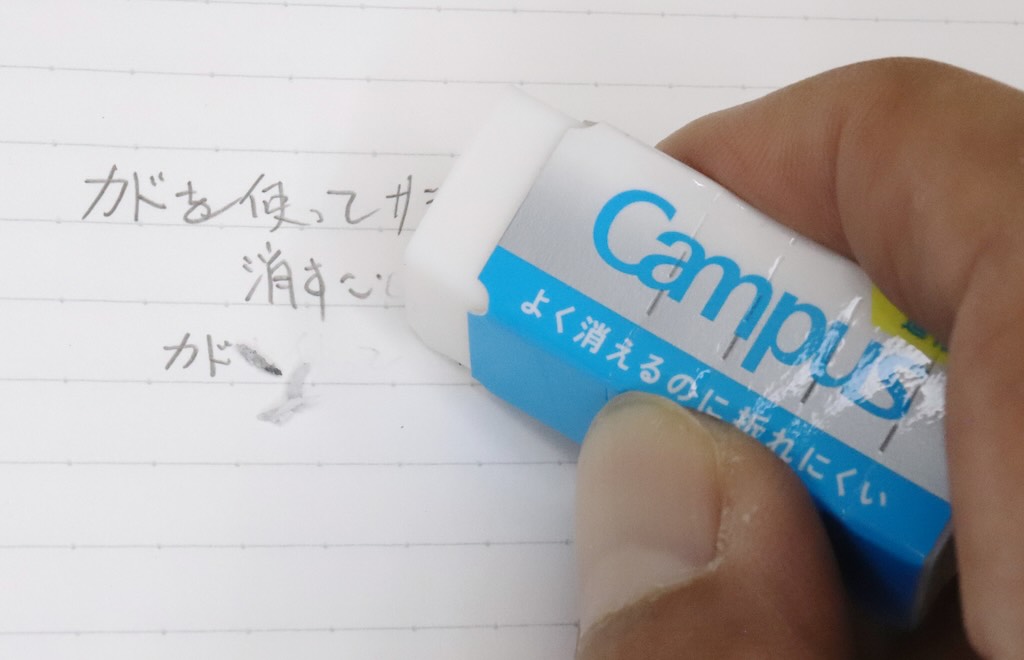 カドを使って
消す
カド
Campus
よく消えるのに折れにくい